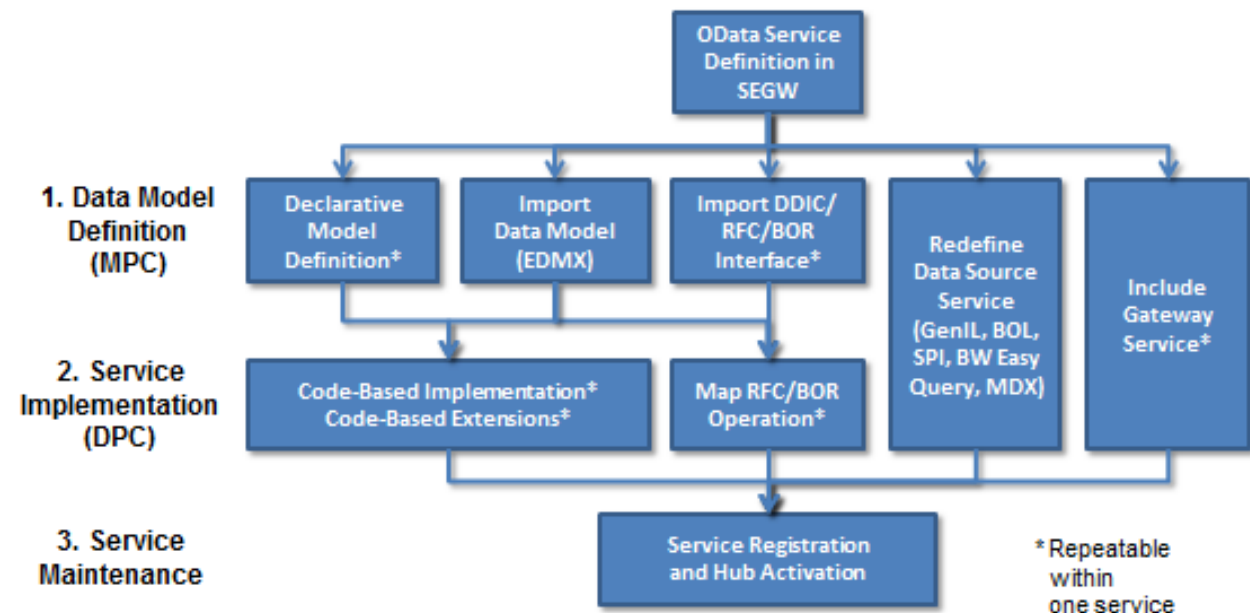 OData Service
Definition in
SEGW
1. Data Model
Definition
(MPC)
Declarative
Model
Definition*
Import
Data Model
(EDMX)
Import DDIC/
RFC/BOR
Interface*
Redefine
Data Source
Service
(GenIL, BOL,
SPI, BW Easy
Query, MDX)
Include
Gateway
Service*
2. Service
Implementation
(DPC)
Code-Based Implementation*
Code-Based Extensions*
Map RFC/BOR
Operation*
3. Service
Maintenance
Service Registration
and Hub Activation
* Repeatable
within
one service